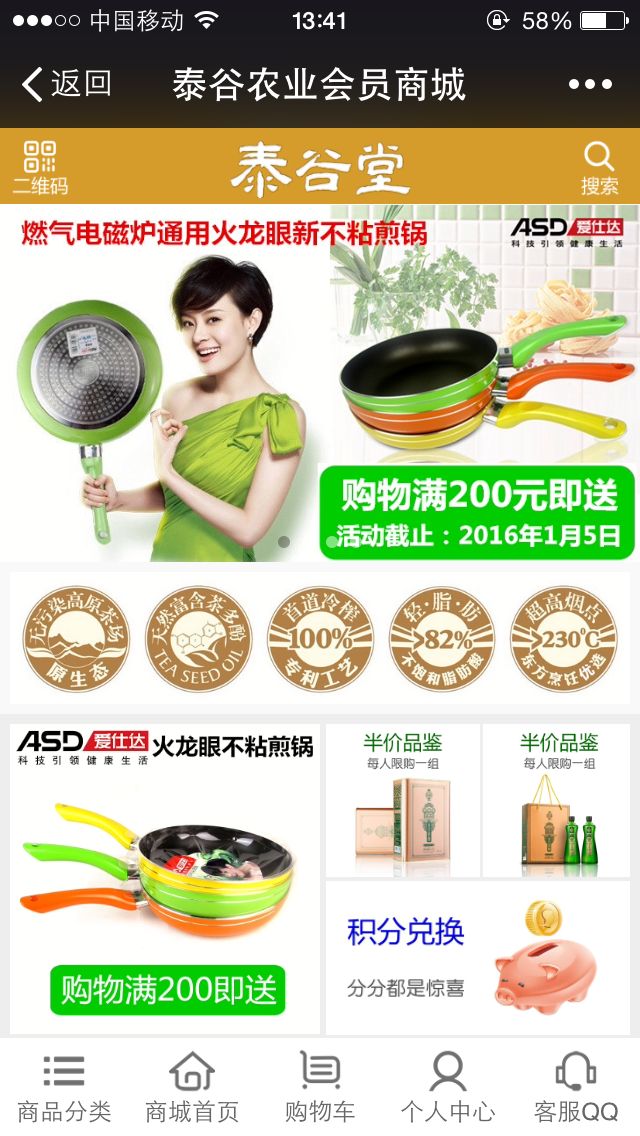 中国移动 13:41 58%
返回 泰谷农业会员商城
二维码
泰谷堂
搜索
燃气电磁炉通用火龙眼新不粘煎锅
ASD 爱仕达
科技引领健康生活
购物满200元即送
活动截止：2016年1月5日
无污染高原茶场
原生态
天然富含茶多酚
TEA SEED OIL
首道冷榨
100%
专利工艺
轻·脂·肪
82%
不饱和脂肪酸
超高烟点
230℃
东方烹饪优选
ASD 爱仕达
科技引领健康生活
火龙眼不粘煎锅
购物满200即送
半价品鉴
每人限购一组
半价品鉴
每人限购一组
积分兑换
分分都是惊喜
商品分类 商城首页 购物车 个人中心 客服QQ